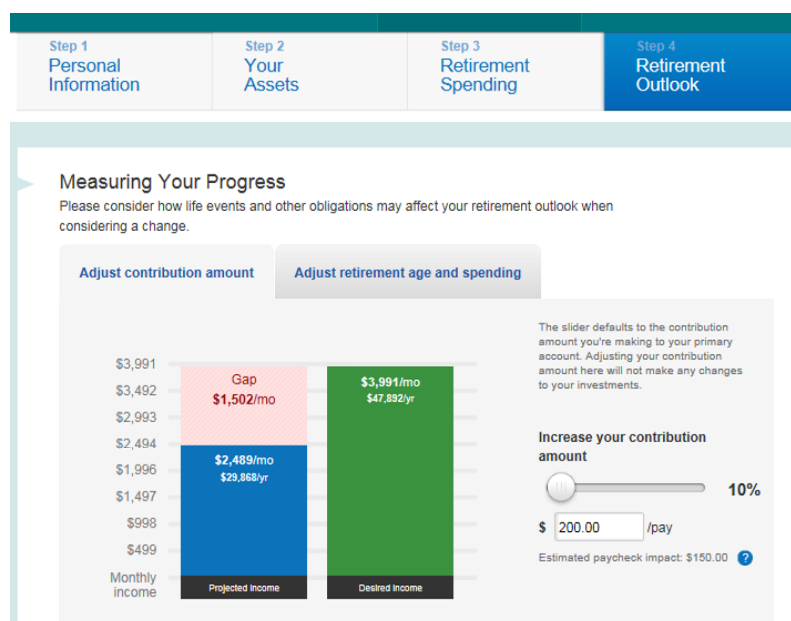 Step 1
Personal
Information
Step 2
Your
Assets
Step 3
Retirement
Spending
Step 4
Retirement
Outlook
Measuring Your Progress
Please consider how life events and other obligations may affect your retirement outlook when
considering a change.
Adjust contribution amount
Adjust retirement age and spending
$3,991
$3,492
$2,993
$2,494
$1,996
$1,497
$998
$499
Monthly
income
Gap
$1,502/mo
$2,489/mo
$29,868/yr
Projected Income
$3,991/mo
$47,892/yr
Desired Income
The slider defaults to the contribution
amount you're making to your primary
account. Adjusting your contribution
amount here will not make any changes
to your investments.
Increase your contribution
amount
10%
$ 200.00 /pay
Estimated paycheck impact: $150.00 ?